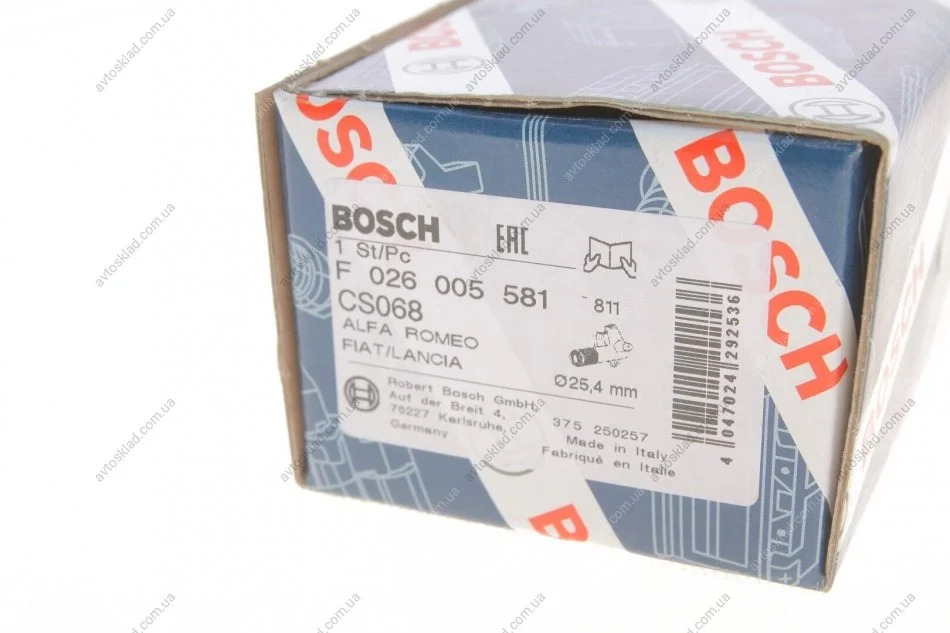 BOSCH
BOSCH
BOSCH
BOSCH
BOSCH
EAC
1 St/Pc
F 026 005 581
811
CS068
ALFA ROMEO
FIAT/LANCIA
Ø25,4 mm
Robert Bosch GmbH,
Auf der Breit 4,
76227 Karlsruhe,
Germany
375 250257
Made in Italy
Fabriqué en Italie
4 047024 292536
avtosklad.com.ua